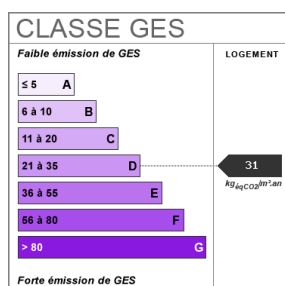 CLASSE GES
Faible émission de GES
LOGEMENT
≤ 5 A
6 à 10 B
11 à 20 C
21 à 35 D
31
kgéqCO2/m².an
36 à 55 E
56 à 80 F
> 80 G
Forte émission de GES